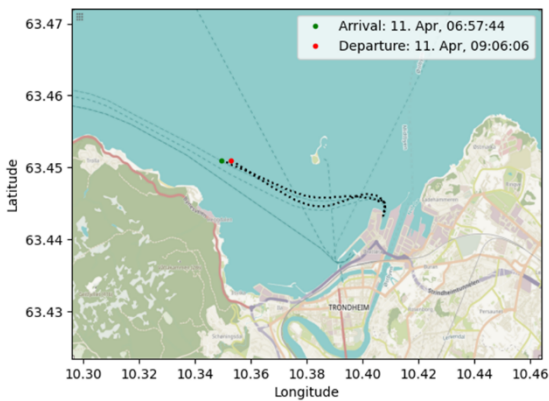 63.47
63.46
63.45
63.44
63.43
Latitude
Arrival: 11. Apr, 06:57:44
Departure: 11. Apr, 09:06:06
TRONDHEIM
10.30 10.32 10.34 10.36 10.38 10.40 10.42 10.44 10.46
Longitude